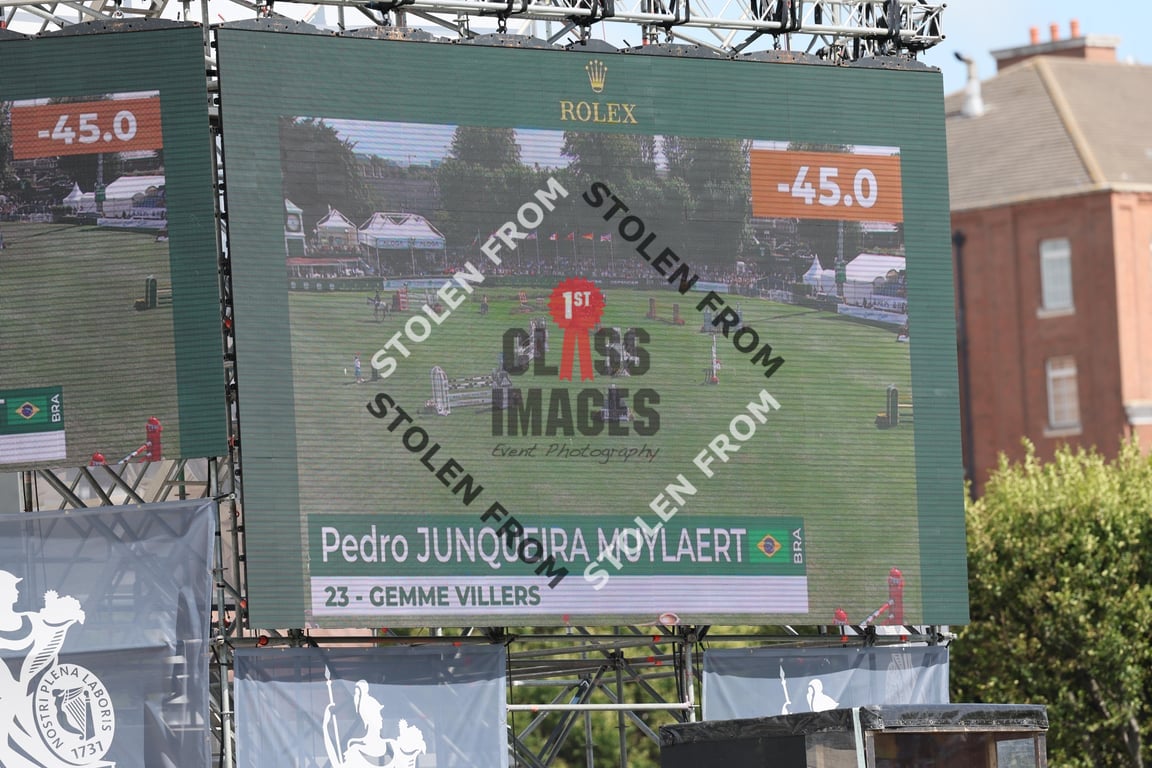 -45.0
BRA
ROLEX
-45.0
STOLEN FROM
STOLEN FROM
1ST
CLASS
IMAGES
Event Photography
STOLEN FROM
STOLEN FROM
Pedro JUNQUEIRA MUYLAERT
BRA
23 - GEMME VILLERS
NOSTRI PLENA LABORIS
1731